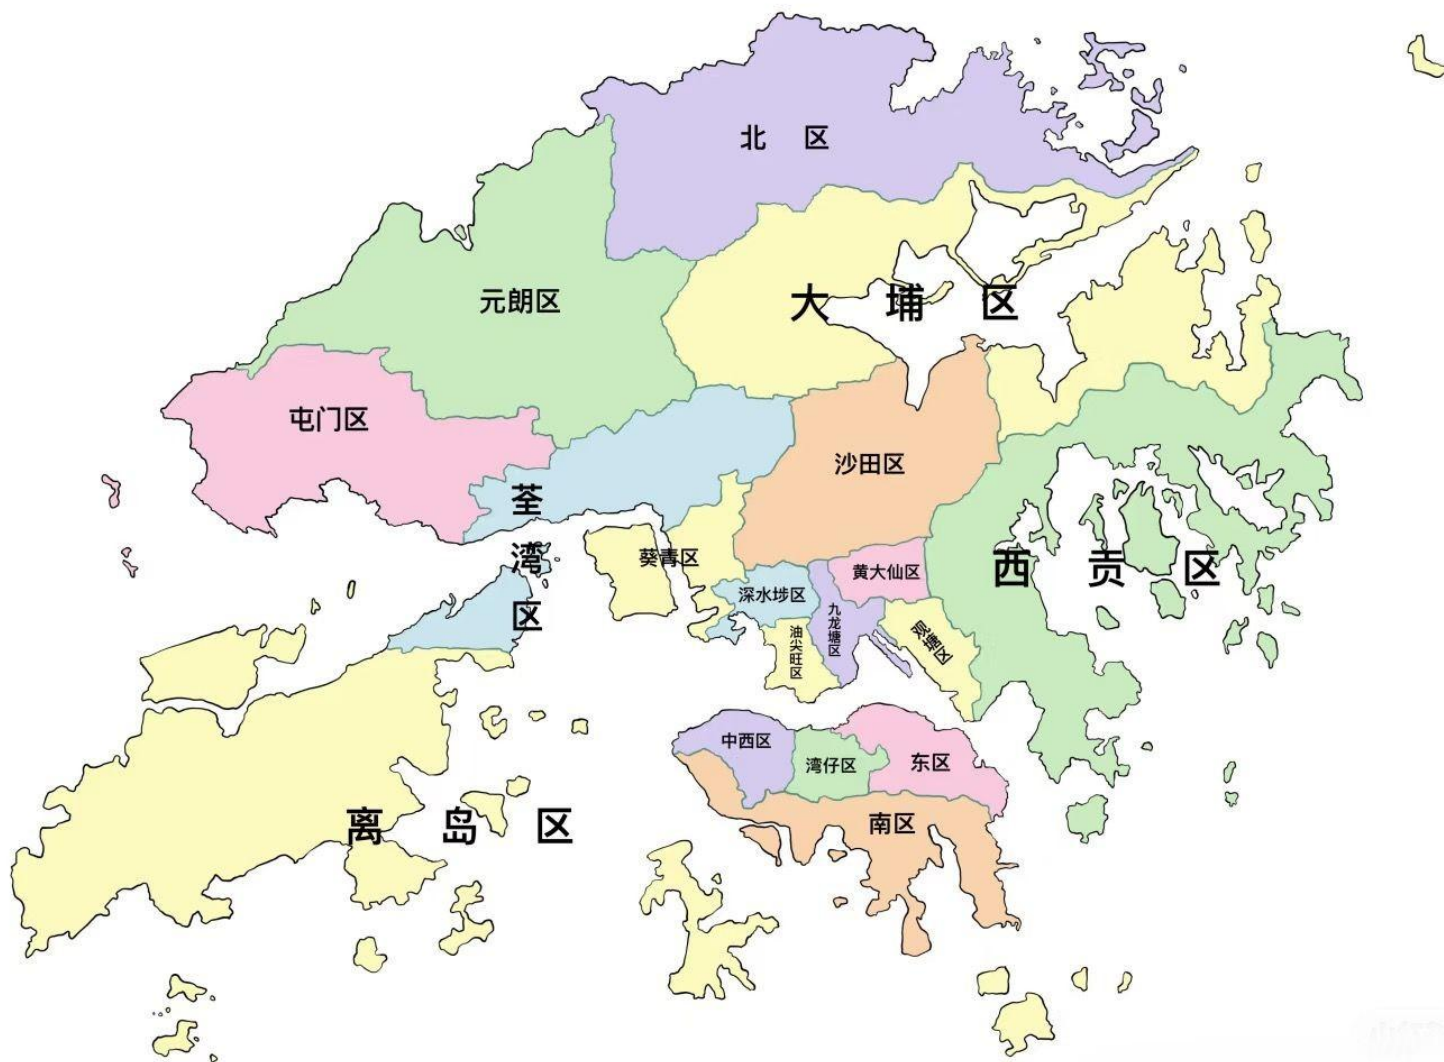 北 区
元朗区
大 埔 区
屯门区
沙田区
荃湾区
葵青区
西 贡 区
深水埗区
黄大仙区
九龙塘区
油尖旺区
观塘区
中西区
湾仔区
东区
南区
离 岛 区